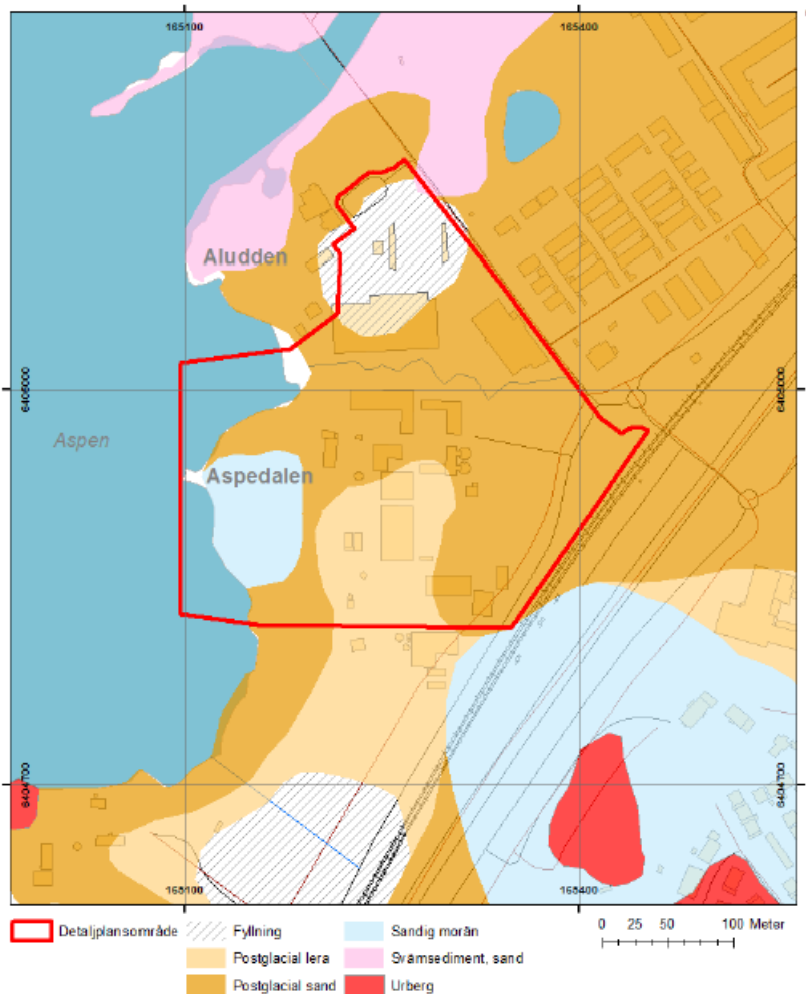 165100
165400
Aludden
6405000
6405000
Aspen
Aspedalen
6404700
6404700
165100
165400
Detaljplansområde
Fyllning
Sandig morän
0 25 50 100 Meter
Postglacial lera
Svämsediment, sand
Postglacial sand
Urberg